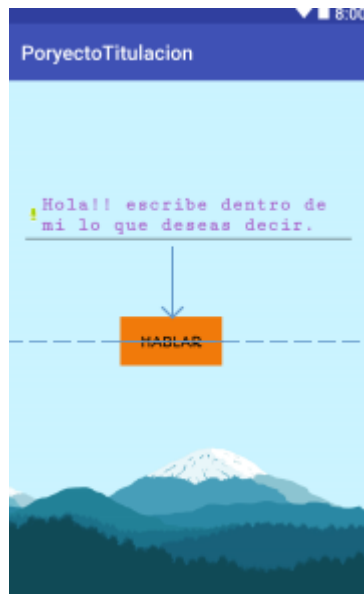 8:00
PoryectoTitulacion
Hola!! escribe dentro de
mi lo que deseas decir.
HABLAR